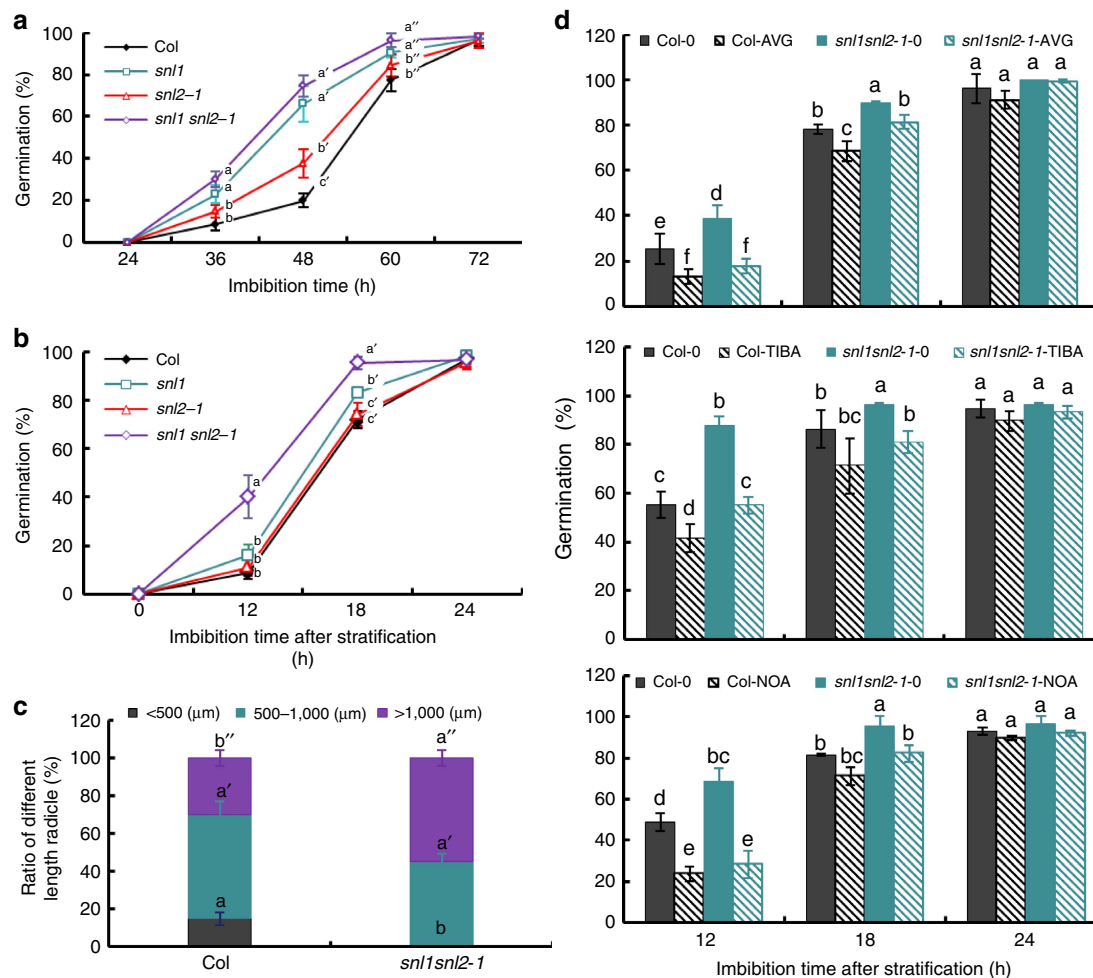 a
Col
snl1
snl2–1
snl1 snl2–1
Germination (%)
100
80
60
40
20
0
a
a
b
b
a′
a′
b′
c′
a′′
a′′
b′′
b′′
24
36
48
60
72
Imbibition time (h)
b
Col
snl1
snl2–1
snl1 snl2–1
Germination (%)
100
80
60
40
20
0
a
b
b
b
a′
b′
c′
c′
0
12
18
24
Imbibition time after stratification
(h)
c
<500 (μm)
500–1,000 (μm)
>1,000 (μm)
Ratio of different
length radicle (%)
120
100
80
60
40
20
0
b′′
a′
a
a′′
a′
b
Col
snl1snl2-1
d
Col-0
Col-AVG
snl1snl2-1-0
snl1snl2-1-AVG
120
100
80
60
40
20
0
e
f
d
f
b
c
a
b
a
a
a
a
Col-0
Col-TIBA
snl1snl2-1-0
snl1snl2-1-TIBA
Germination (%)
120
100
80
60
40
20
0
c
d
b
c
b
bc
a
b
a
a
a
a
Col-0
Col-NOA
snl1snl2-1-0
snl1snl2-1-NOA
120
100
80
60
40
20
0
d
e
bc
e
b
bc
a
b
a
a
a
a
12
18
24
Imbibition time after stratification (h)